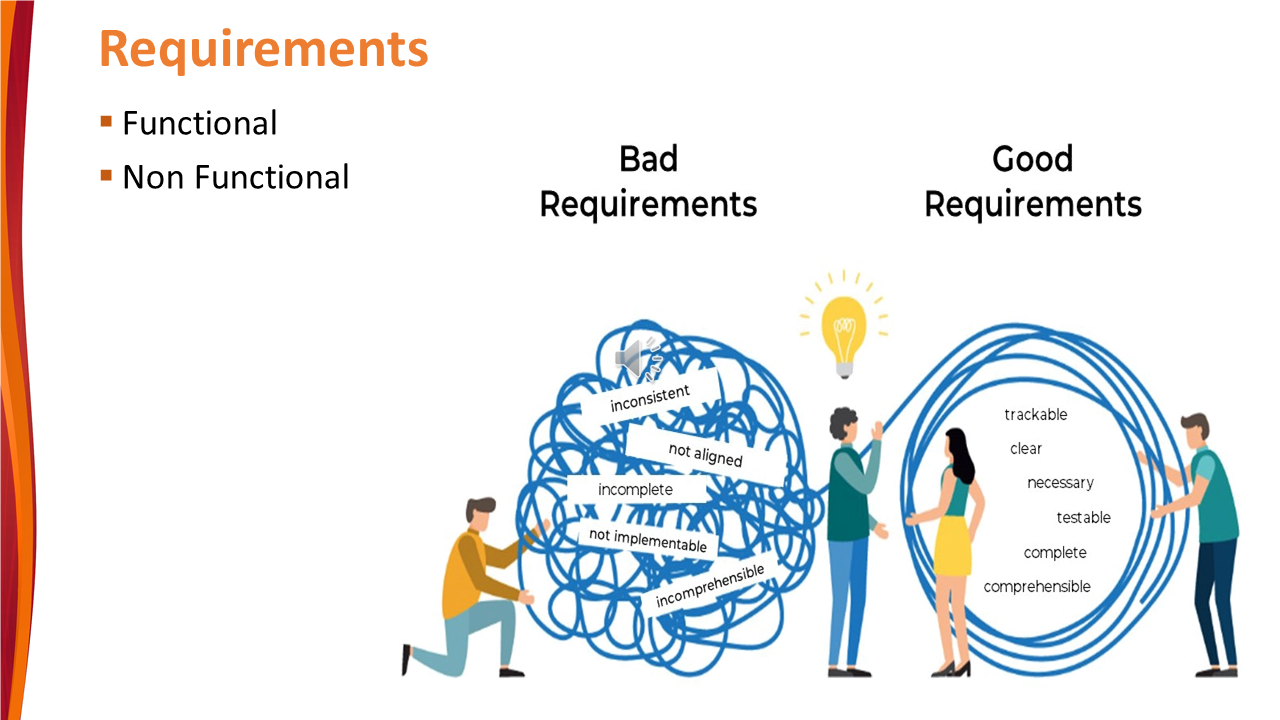 Requirements
Functional
Non Functional
Bad
Requirements
Good
Requirements
inconsistent
not aligned
incomplete
not implementable
incomprehensible
trackable
clear
necessary
testable
complete
comprehensible